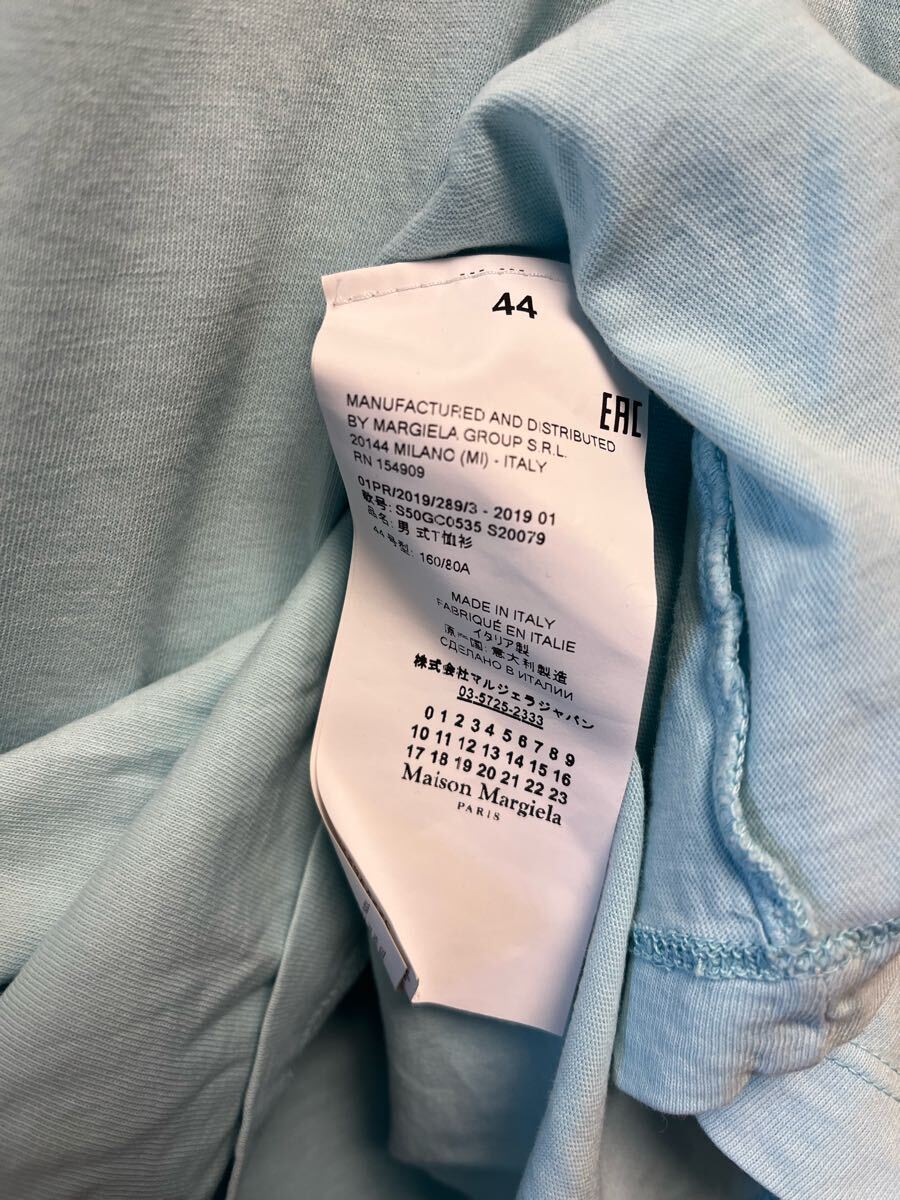 44
EAC
MANUFACTURED AND DISTRIBUTED
BY MARGIELA GROUP S.R.L.
20144 MILANO (MI) - ITALY
RN 154909
01PR/2019/289/3 - 2019 01
款号: S50GC0535 S20079
品名: 男 式T恤衫
44 号型: 160/80A
MADE IN ITALY
FABRIQUÉ EN ITALIE
イタリア製
原产国: 意大利制造
СДЕЛАНО В ИТАЛИИ
株式会社マルジェラジャパン
03-5725-2333
0 1 2 3 4 5 6 7 8 9
10 11 12 13 14 15 16
17 18 19 20 21 22 23
Maison Margiela
PARIS